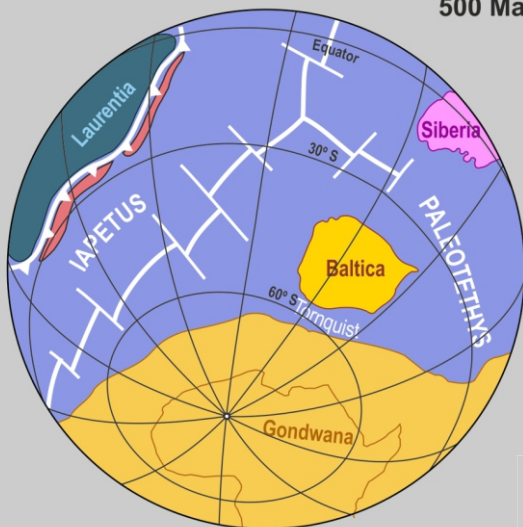 500 Ma
Equator
Laurentia
Siberia
30° S
IAPETUS
PALEOTETHYS
Baltica
60° S
Tornquist
Gondwana